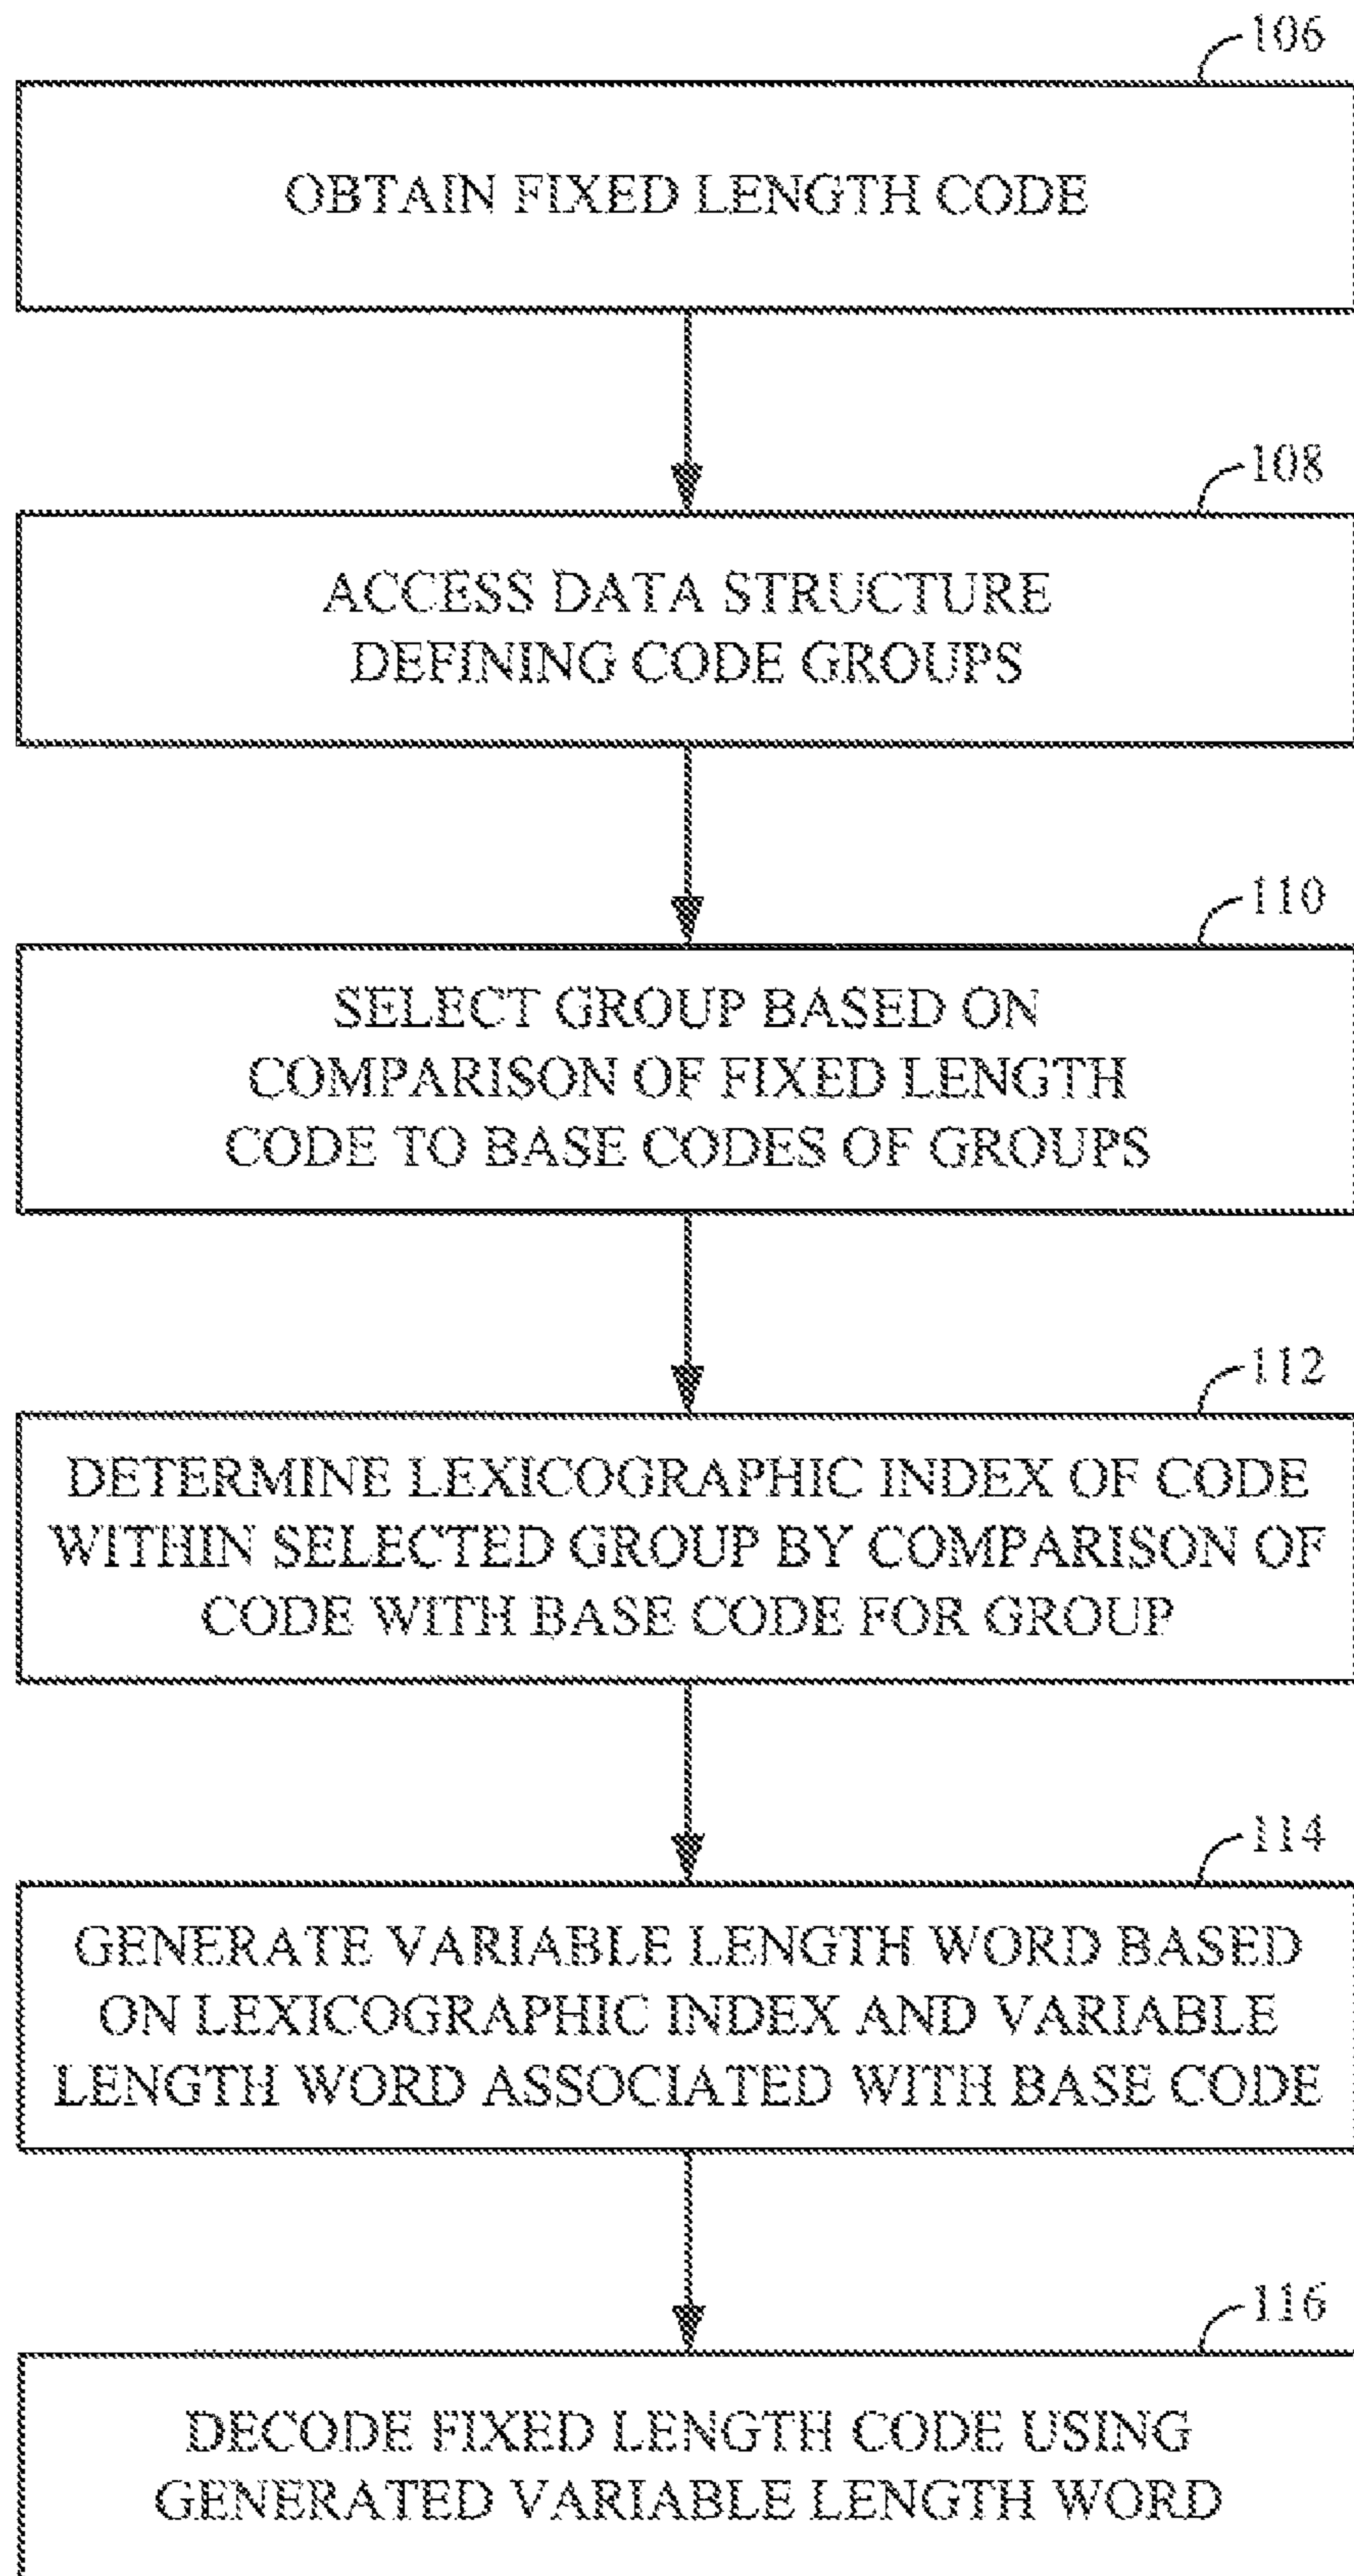 106
OBTAIN FIXED LENGTH CODE
108
ACCESS DATA STRUCTURE
DEFINING CODE GROUPS
110
SELECT GROUP BASED ON
COMPARISON OF FIXED LENGTH
CODE TO BASE CODES OF GROUPS
112
DETERMINE LEXICOGRAPHIC INDEX OF CODE
WITHIN SELECTED GROUP BY COMPARISON OF
CODE WITH BASE CODE FOR GROUP
114
GENERATE VARIABLE LENGTH WORD BASED
ON LEXICOGRAPHIC INDEX AND VARIABLE
LENGTH WORD ASSOCIATED WITH BASE CODE
116
DECODE FIXED LENGTH CODE USING
GENERATED VARIABLE LENGTH WORD